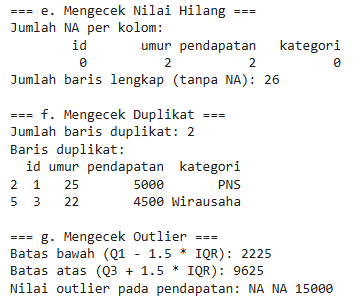 === e. Mengecek Nilai Hilang ===
Jumlah NA per kolom:
        id       umur pendapatan   kategori
         0          2          2          0
Jumlah baris lengkap (tanpa NA): 26

=== f. Mengecek Duplikat ===
Jumlah baris duplikat: 2
Baris duplikat:
  id umur pendapatan  kategori
2  1   25       5000       PNS
5  3   22       4500 Wirausaha

=== g. Mengecek Outlier ===
Batas bawah (Q1 - 1.5 * IQR): 2225
Batas atas (Q3 + 1.5 * IQR): 9625
Nilai outlier pada pendapatan: NA NA 15000